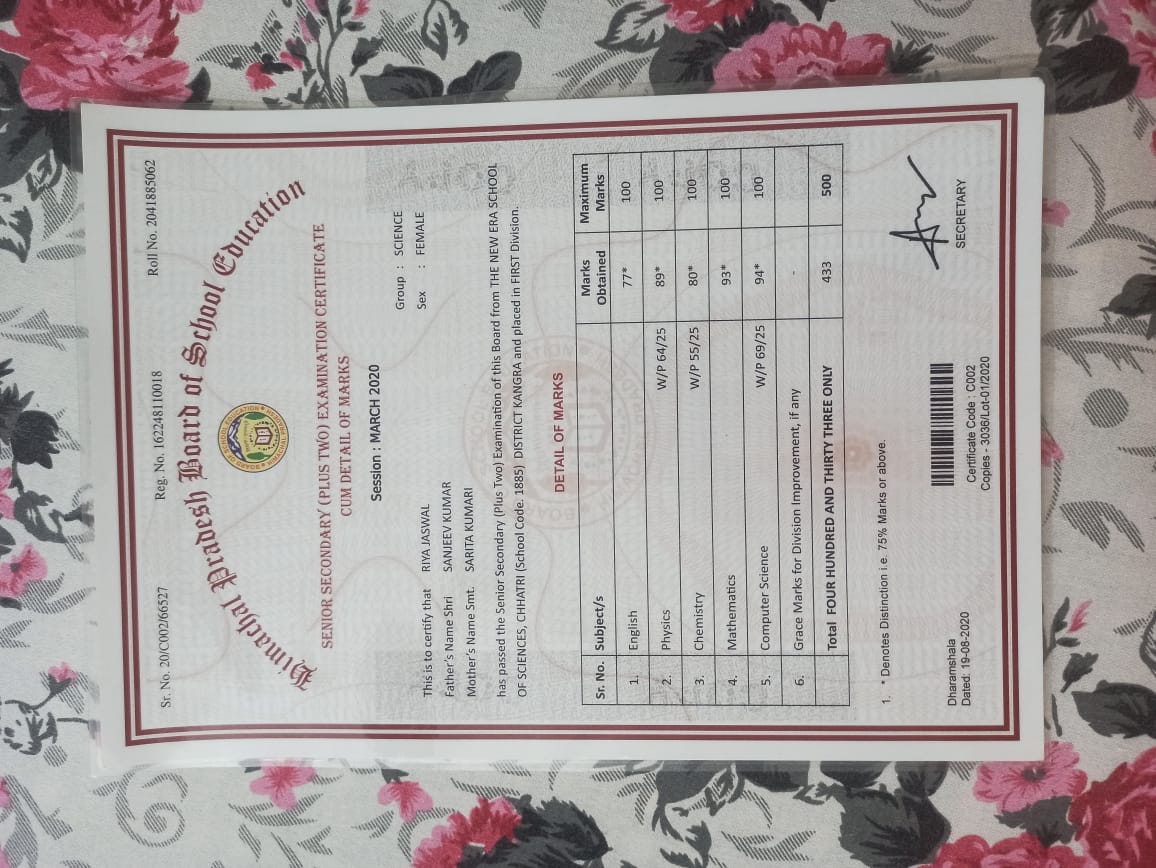 Sr. No. 20/C002/66527 Reg. No. 162248110018 Roll No. 2041885062
Himachal Pradesh Board of School Education
SENIOR SECONDARY (PLUS TWO) EXAMINATION CERTIFICATE
CUM DETAIL OF MARKS
Session : MARCH 2020
Group : SCIENCE
This is to certify that RIYA JASWAL Sex : FEMALE
Father's Name Shri SANJEEV KUMAR
Mother's Name Smt. SARITA KUMARI
has passed the Senior Secondary (Plus Two) Examination of this Board from THE NEW ERA SCHOOL
OF SCIENCES, CHHATRI (School Code. 1885) DISTRICT KANGRA and placed in FIRST Division.
DETAIL OF MARKS
Sr. No. Subject/s Marks Obtained Maximum Marks
1. English 77* 100
2. Physics W/P 64/25 89* 100
3. Chemistry W/P 55/25 80* 100
4. Mathematics 93* 100
5. Computer Science W/P 69/25 94* 100
6. Grace Marks for Division Improvement, if any -
Total FOUR HUNDRED AND THIRTY THREE ONLY 433 500
1. * Denotes Distinction i.e. 75% Marks or above.
Dharamshala
Dated: 19-08-2020
Certificate Code : C002
Copies - 3036/Lot-01/2020
SECRETARY